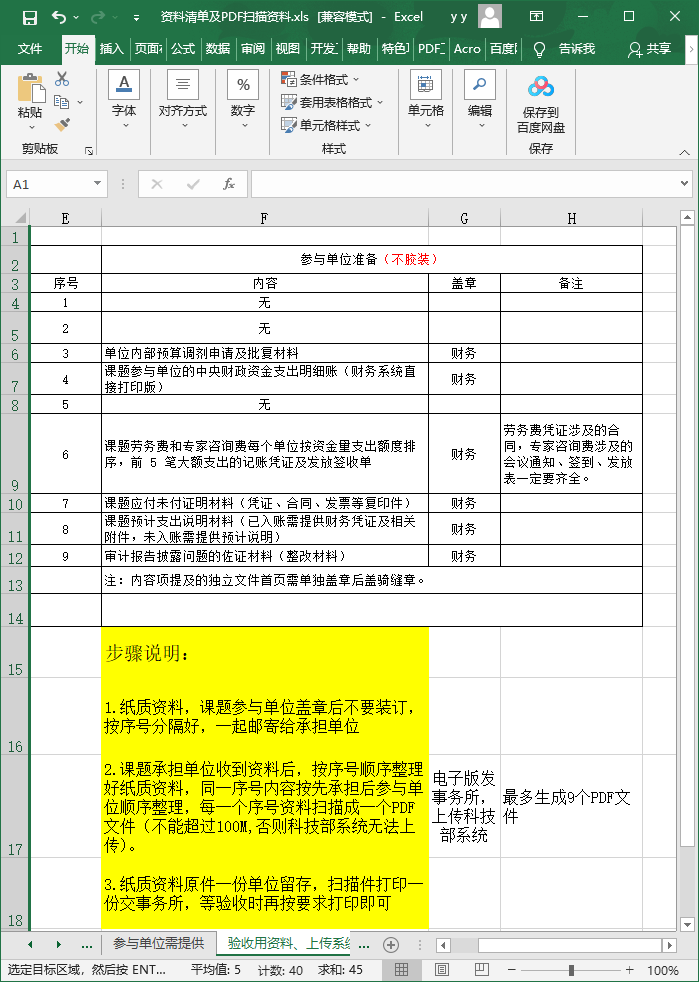 资料清单及PDF扫描资料.xls [兼容模式] - Excel y y
文件 开始 插入 页面 公式 数据 审阅 视图 开发 帮助 特色 PDF Acro 百度 告诉我 共享
粘贴
剪贴板
字体
对齐方式
%
数字
条件格式
套用表格格式
单元格样式
样式
单元格
编辑
保存到
百度网盘
保存
A1 fx
E F G H
1
2 参与单位准备（不胶装）
3 序号 内容 盖章 备注
4 1 无
5 2 无
6 3 单位内部预算调剂申请及批复材料 财务
7 4 课题参与单位的中央财政资金支出明细账（财务系统直
接打印版） 财务
8 5 无
9 6 课题劳务费和专家咨询费每个单位按资金量支出额度排
序，前 5 笔大额支出的记账凭证及发放签收单 财务
劳务费凭证涉及的合
同，专家咨询费涉及的
会议通知、签到、发放
表一定要齐全。
10 7 课题应付未付证明材料（凭证、合同、发票等复印件） 财务
11 8 课题预计支出说明材料（已入账需提供财务凭证及相关
附件，未入账需提供预计说明） 财务
12 9 审计报告披露问题的佐证材料（整改材料） 财务
13 注：内容项提及的独立文件首页需单独盖章后盖骑缝章。
14
15 步骤说明：
16 1.纸质资料，课题参与单位盖章后不要装订，
按序号分隔好，一起邮寄给承担单位
17 2.课题承担单位收到资料后，按序号顺序整理
好纸质资料，同一序号内容按先承担后参与单
位顺序整理，每一个序号资料扫描成一个PDF
文件（不能超过100M,否则科技部系统无法上
传）。
电子版发
事务所，
上传科技
部系统
最多生成9个PDF文
件
18 3.纸质资料原件一份单位留存，扫描件打印一
份交事务所，等验收时再按要求打印即可
... 参与单位需提供 验收用资料、上传系统 ...
选定目标区域，然后按 ENT... 平均值: 5 计数: 40 求和: 45 100%